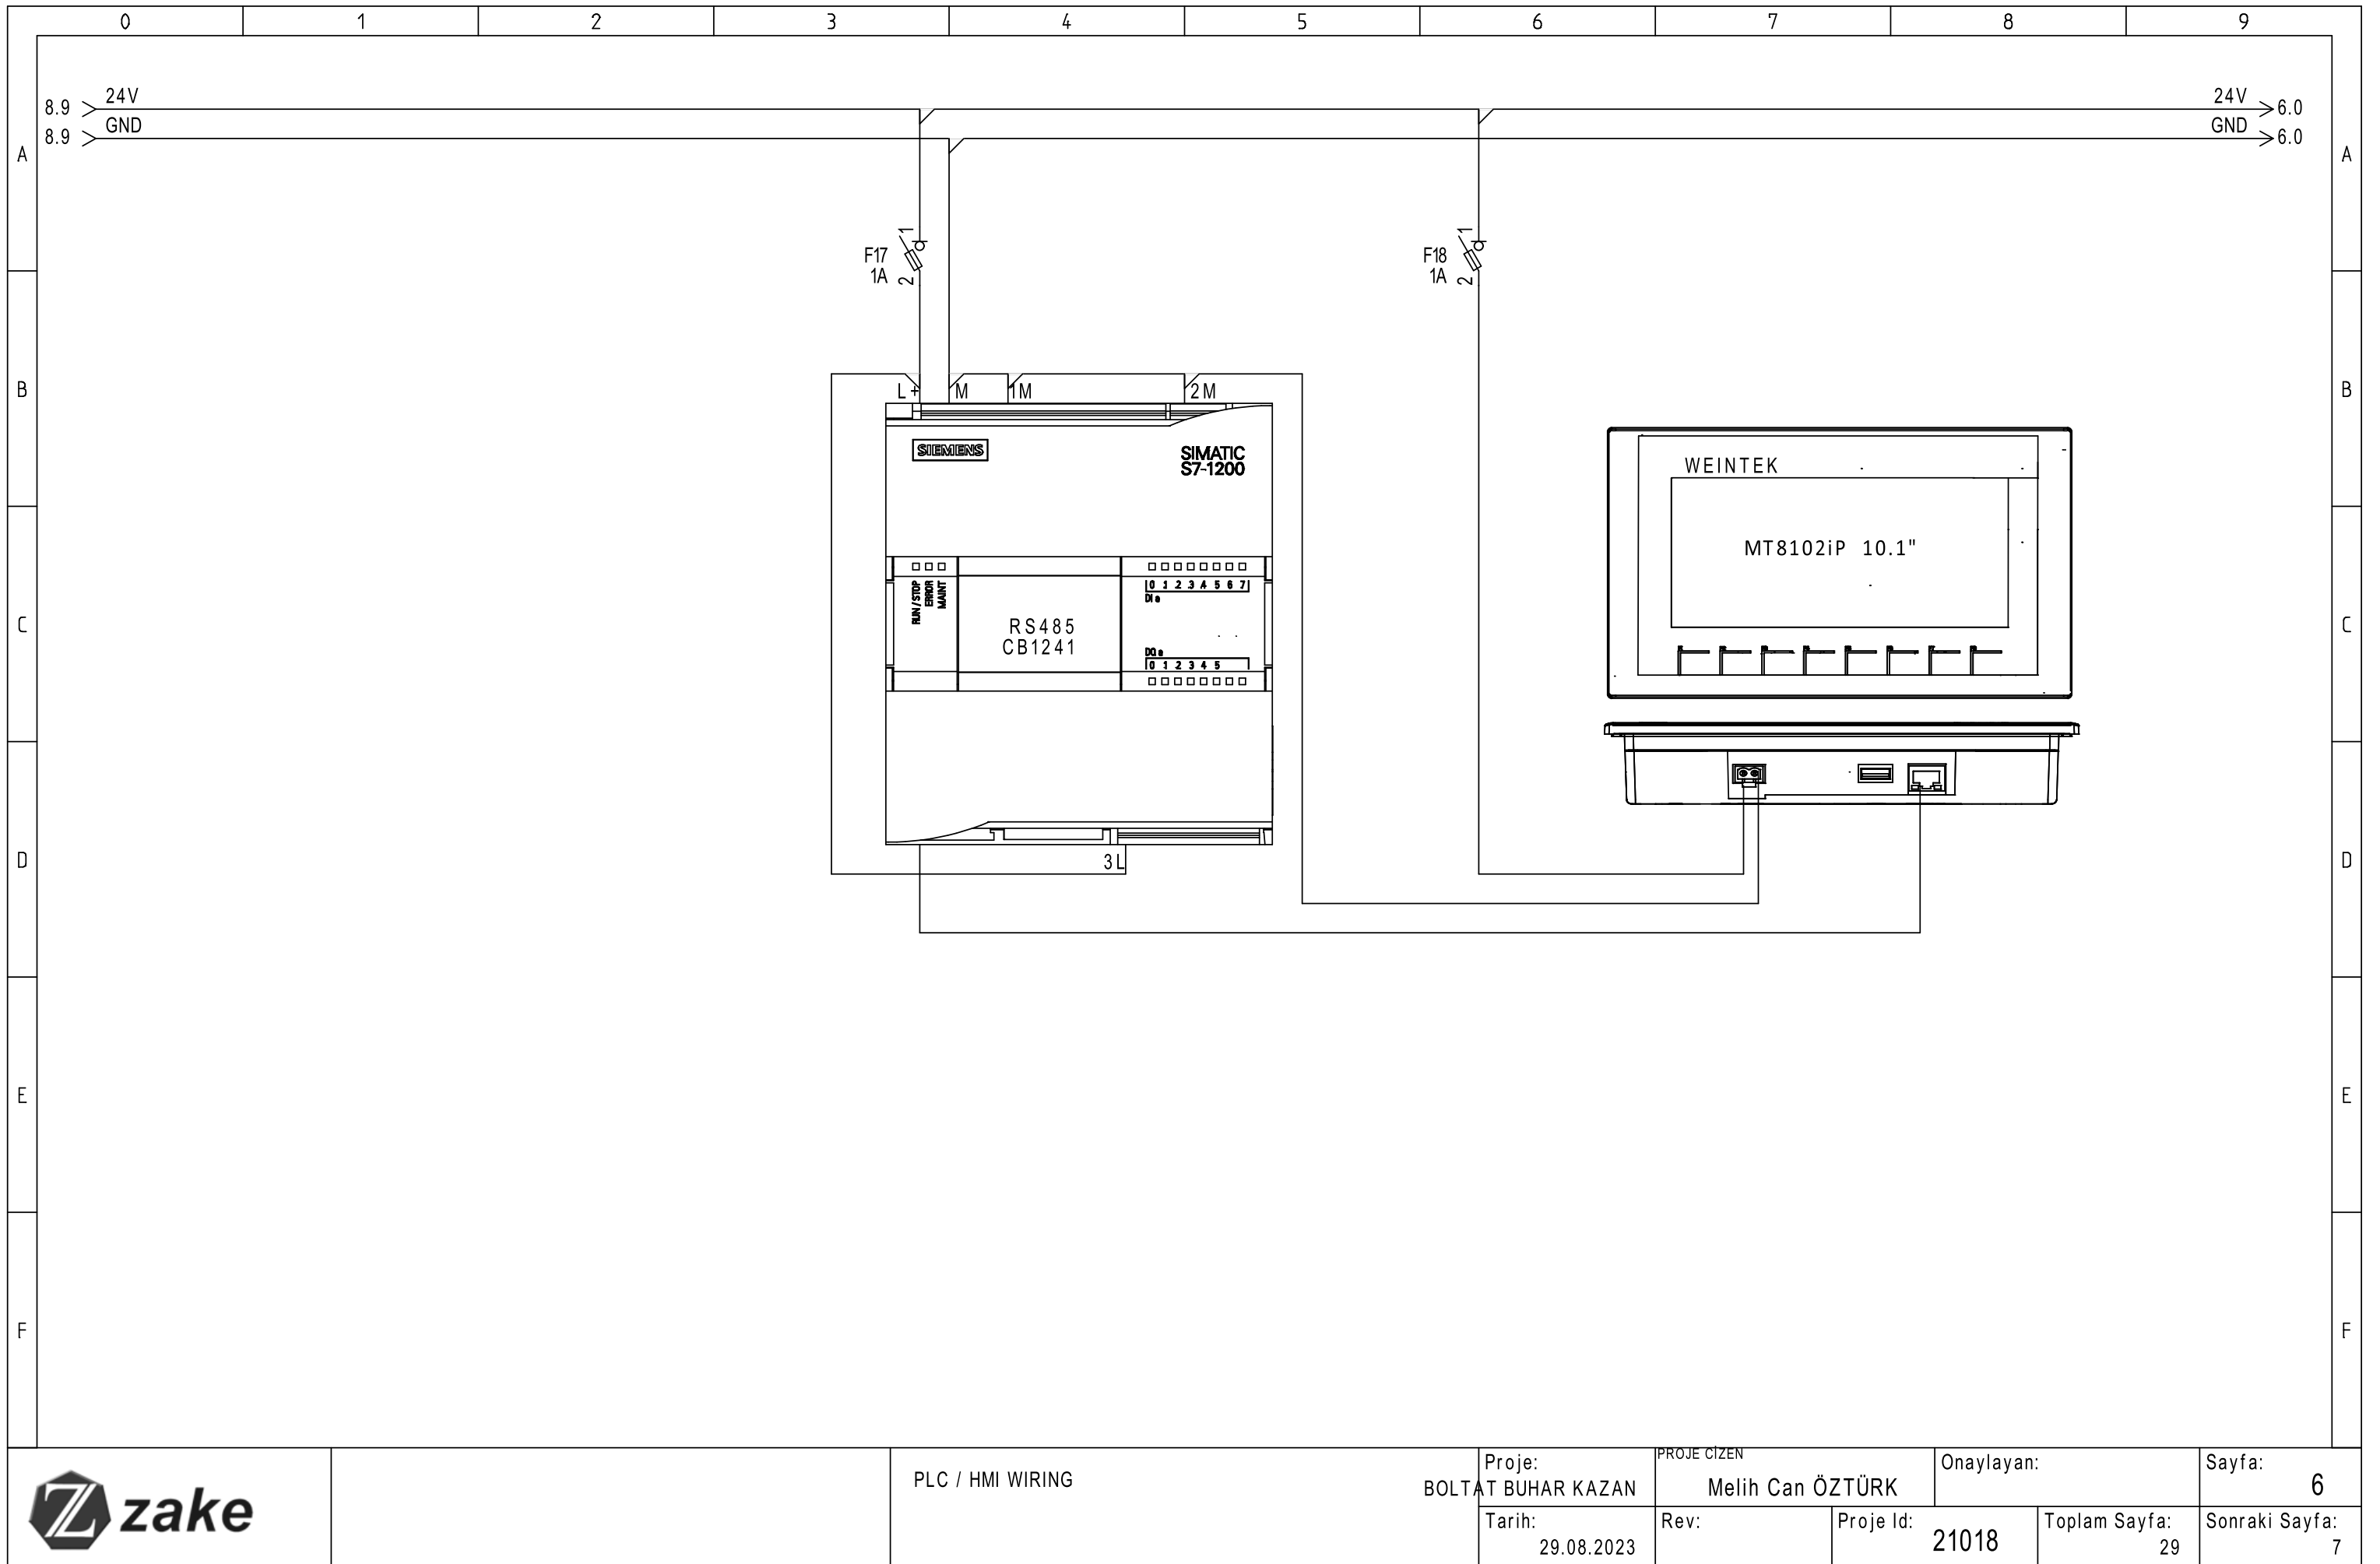 0 1 2 3 4 5 6 7 8 9
8.9 24V 24V 6.0
8.9 GND GND 6.0
A A
F17 1 F18 1
1A 2 1A 2
B B
L+ M 1M 2M
SIEMENS
SIMATIC
S7-1200
WEINTEK
MT8102iP 10.1"
RUN / STOP
ERROR
MAINT
0 1 2 3 4 5 6 7
DI a
C C
RS485
CB1241
DQ a
0 1 2 3 4 5
D D
3L
E E
F F
zake
PLC / HMI WIRING
Proje:
BOLTAT BUHAR KAZAN
PROJE CİZEN
Melih Can ÖZTÜRK
Onaylayan:
Sayfa:
6
Tarih:
29.08.2023
Rev:
Proje Id:
21018
Toplam Sayfa:
29
Sonraki Sayfa:
7